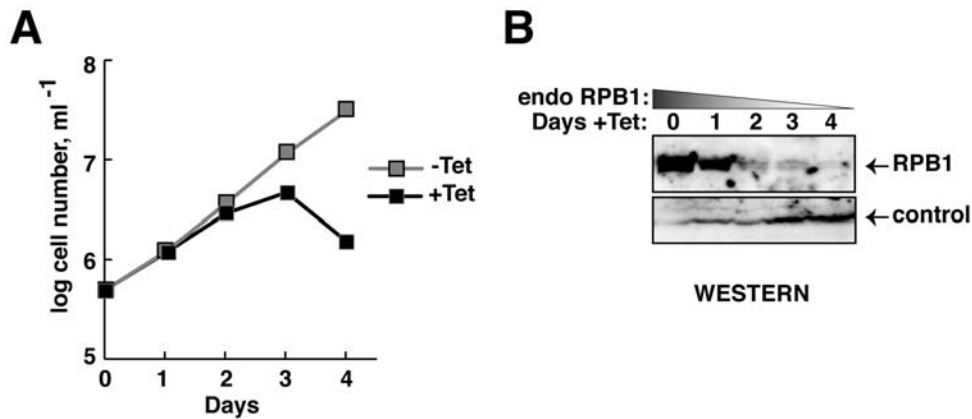 A
8
7
6
5
log cell number, ml -1
0 1 2 3 4
Days
-Tet
+Tet
B
endo RPB1:
Days +Tet: 0 1 2 3 4
RPB1
control
WESTERN